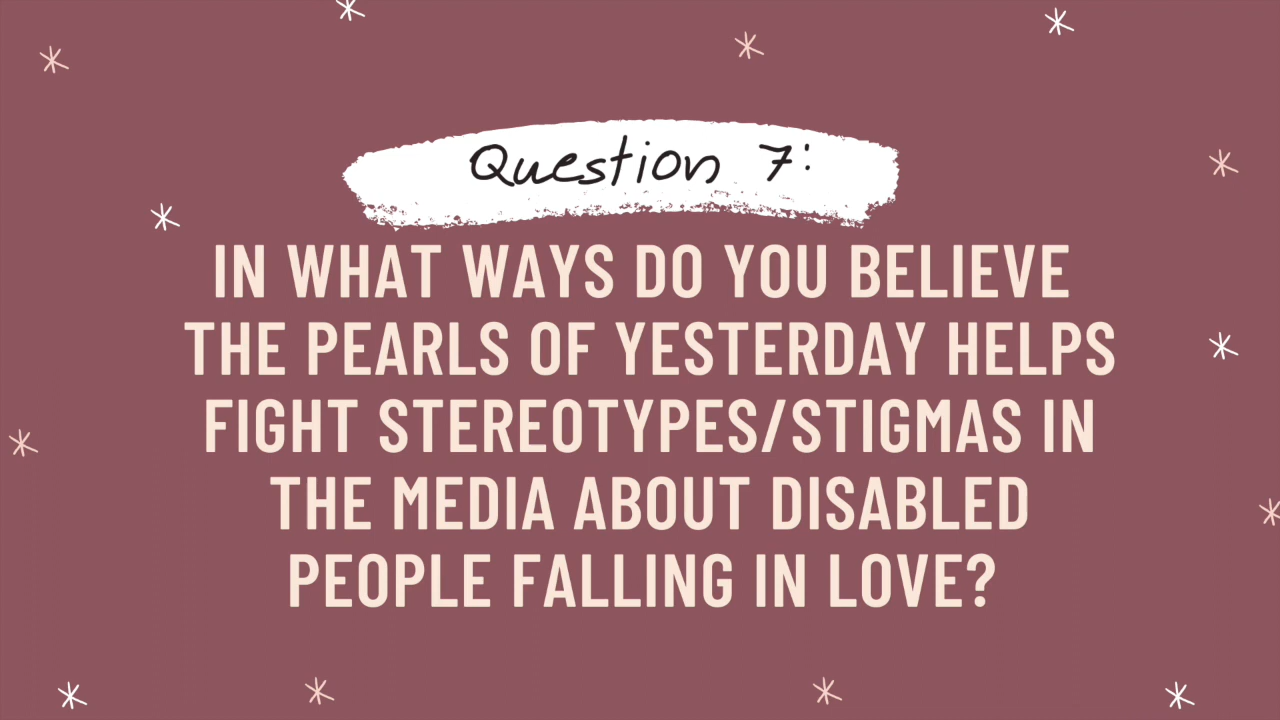 Question 7:
IN WHAT WAYS DO YOU BELIEVE
THE PEARLS OF YESTERDAY HELPS
FIGHT STEREOTYPES/STIGMAS IN
THE MEDIA ABOUT DISABLED
PEOPLE FALLING IN LOVE?